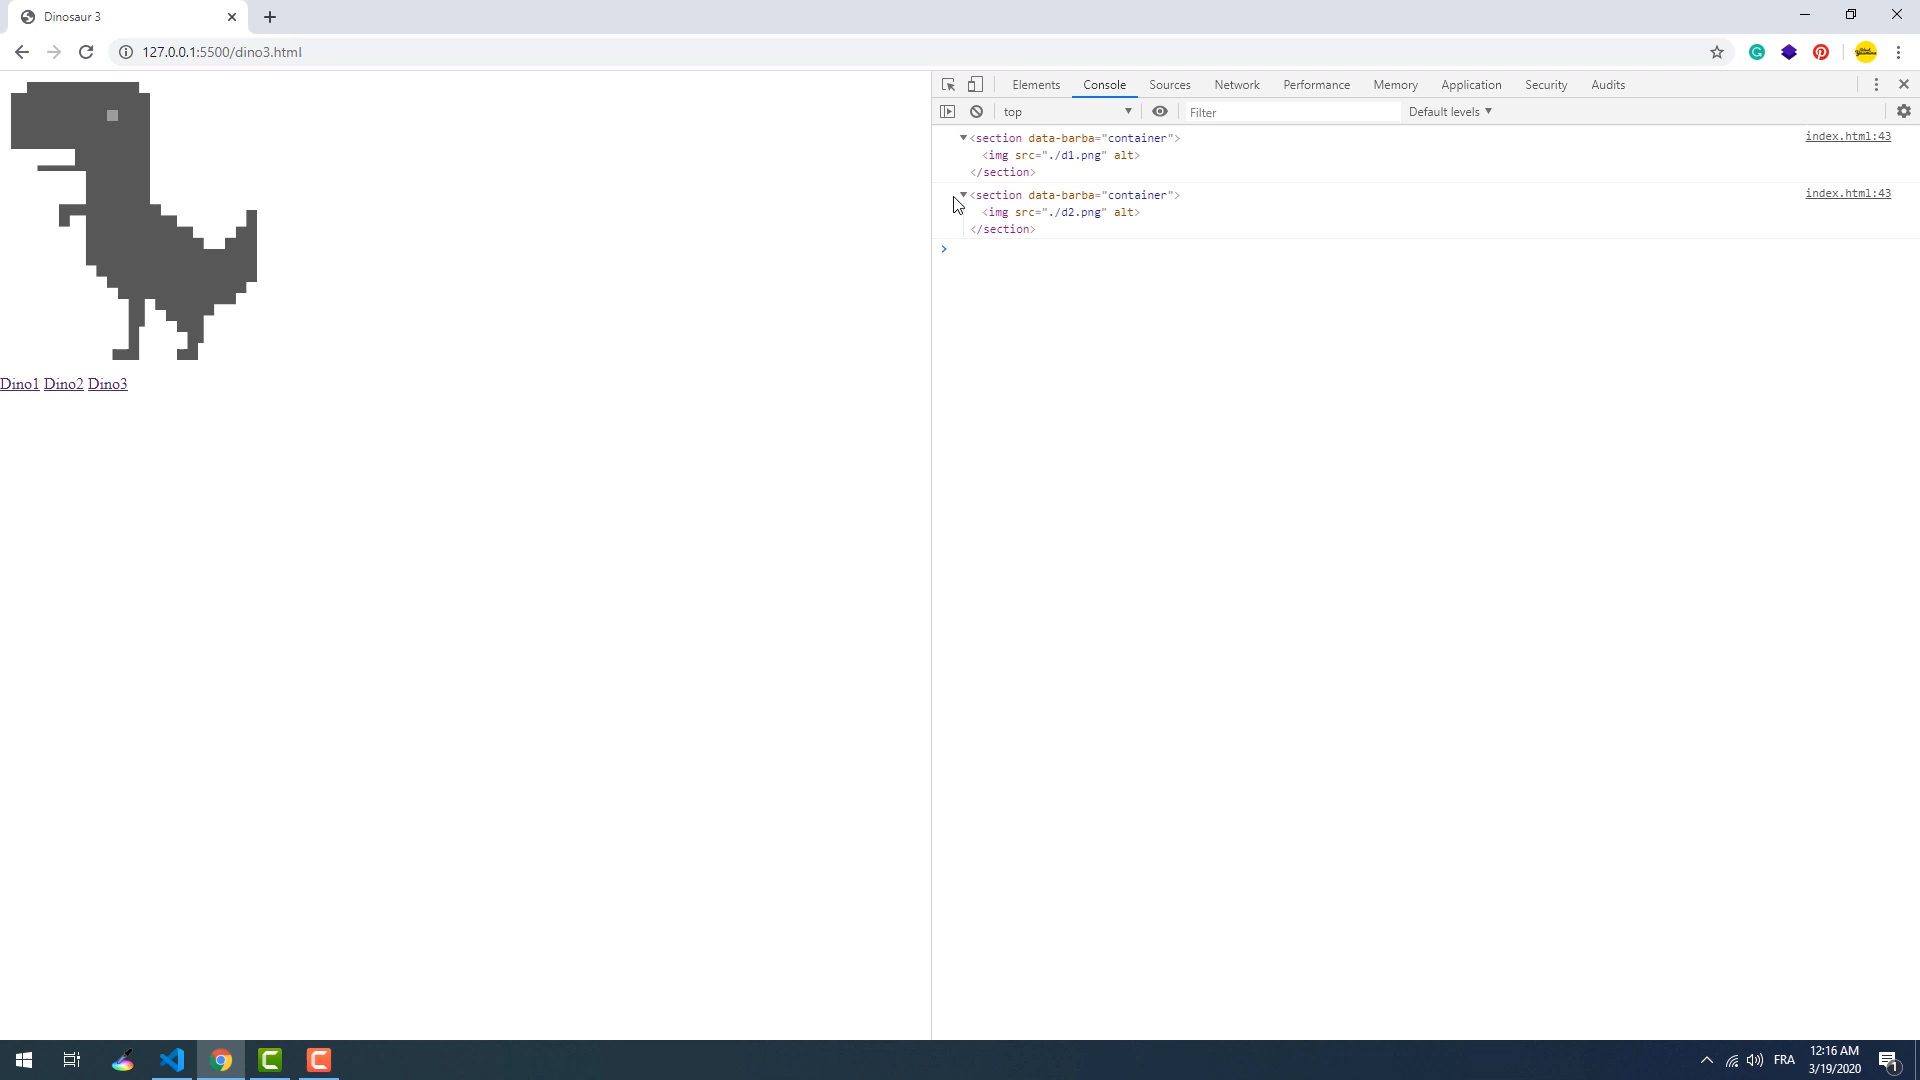 Dinosaur 3
127.0.0.1:5500/dino3.html
Elements Console Sources Network Performance Memory Application Security Audits
top Filter Default levels
<section data-barba="container"> index.html:43
<img src="./d1.png" alt>
</section>
<section data-barba="container"> index.html:43
<img src="./d2.png" alt>
</section>
Dino1 Dino2 Dino3
FRA 12:16 AM
3/19/2020
1